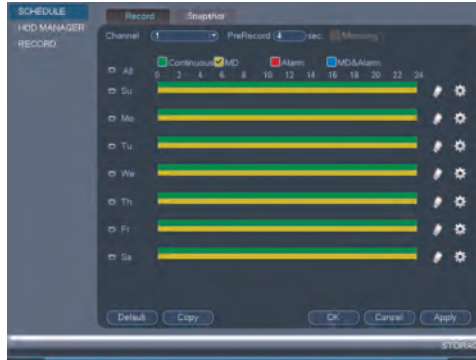 SCHEDULE
HDD MANAGER
RECORD
Record Snapshot
Channel 1 PreRecord 4 sec.
Continuous MD Alarm MD&Alarm
All
0 2 4 6 8 10 12 14 16 18 20 22 24
Su
Mo
Tu
We
Th
Fr
Sa
Default Copy OK Cancel Apply